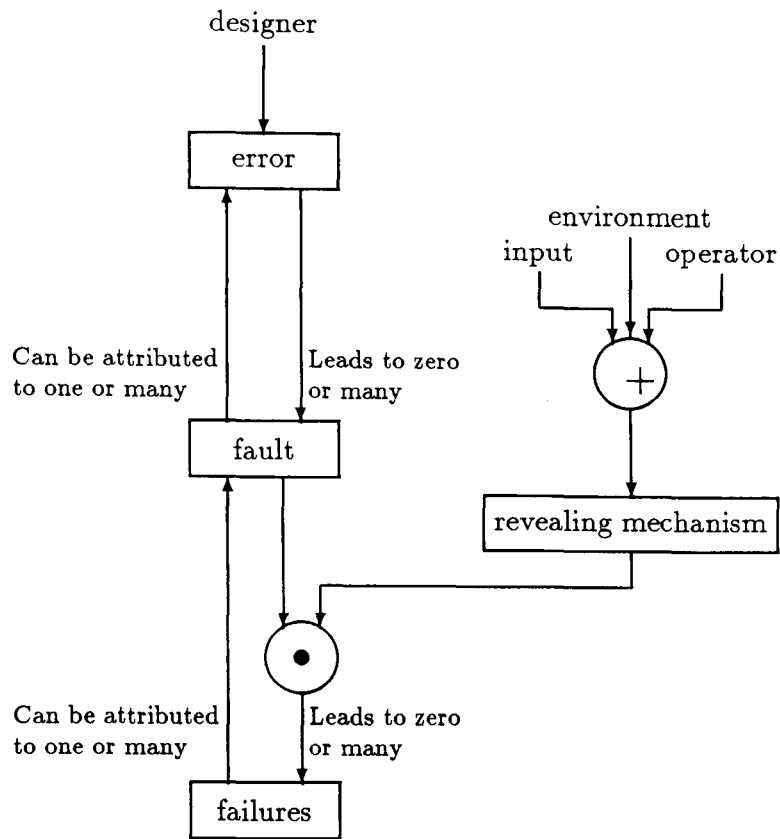 designer
error
environment
input
operator
Can be attributed
to one or many
Leads to zero
or many
+
fault
revealing mechanism
Can be attributed
to one or many
Leads to zero
or many
failures